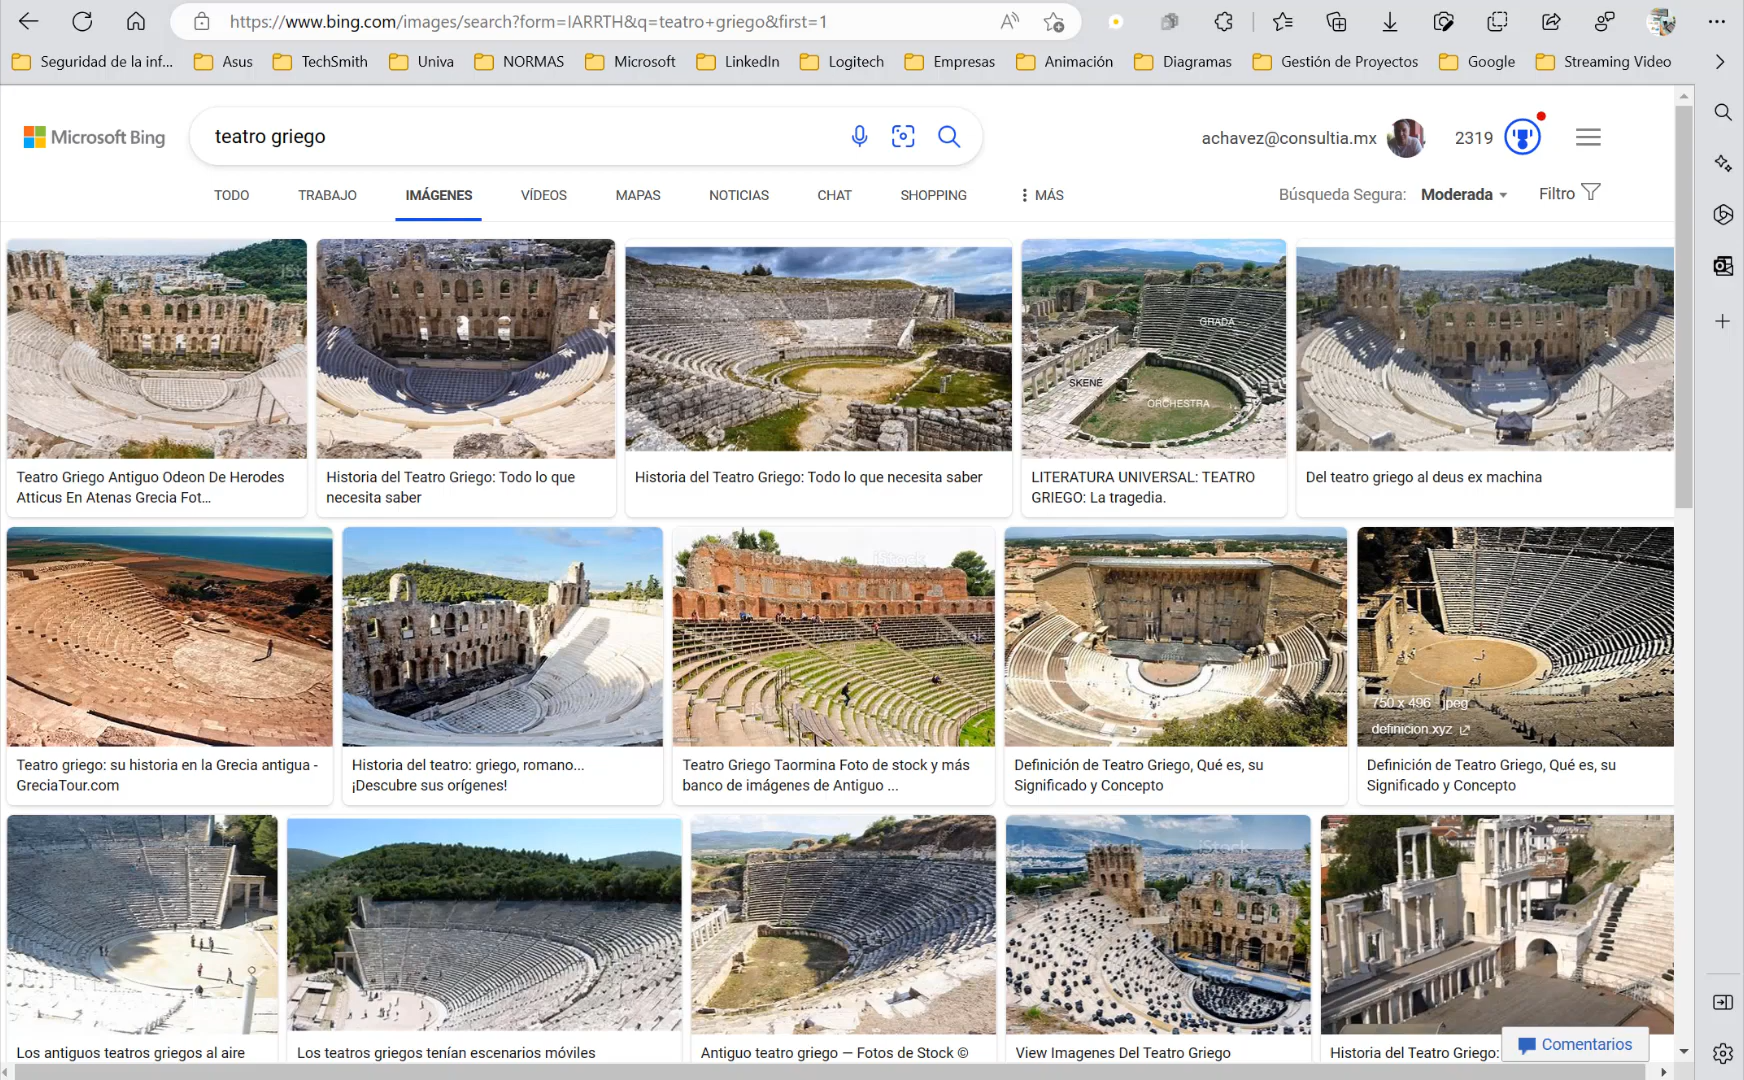 https://www.bing.com/images/search?form=IARRTH&q=teatro+griego&first=1
Seguridad de la inf... Asus TechSmith Univa NORMAS Microsoft LinkedIn Logitech Empresas Animación Diagramas Gestión de Proyectos Google Streaming Video
Microsoft Bing
teatro griego
achavez@consultia.mx
2319
TODO TRABAJO IMÁGENES VÍDEOS MAPAS NOTICIAS CHAT SHOPPING MÁS
Búsqueda Segura: Moderada Filtro
GRADA
SKENÉ
ORCHESTRA
Teatro Griego Antiguo Odeon De Herodes
Atticus En Atenas Grecia Fot...
Historia del Teatro Griego: Todo lo que
necesita saber
Historia del Teatro Griego: Todo lo que necesita saber
LITERATURA UNIVERSAL: TEATRO
GRIEGO: La tragedia.
Del teatro griego al deus ex machina
iStock
750 x 496 · jpeg
definicion.xyz
Teatro griego: su historia en la Grecia antigua -
GreciaTour.com
Historia del teatro: griego, romano...
¡Descubre sus orígenes!
Teatro Griego Taormina Foto de stock y más
banco de imágenes de Antiguo ...
Definición de Teatro Griego, Qué es, su
Significado y Concepto
Definición de Teatro Griego, Qué es, su
Significado y Concepto
Los antiguos teatros griegos al aire
Los teatros griegos tenían escenarios móviles
Antiguo teatro griego — Fotos de Stock ©
View Imagenes Del Teatro Griego
Historia del Teatro Griego:
Comentarios